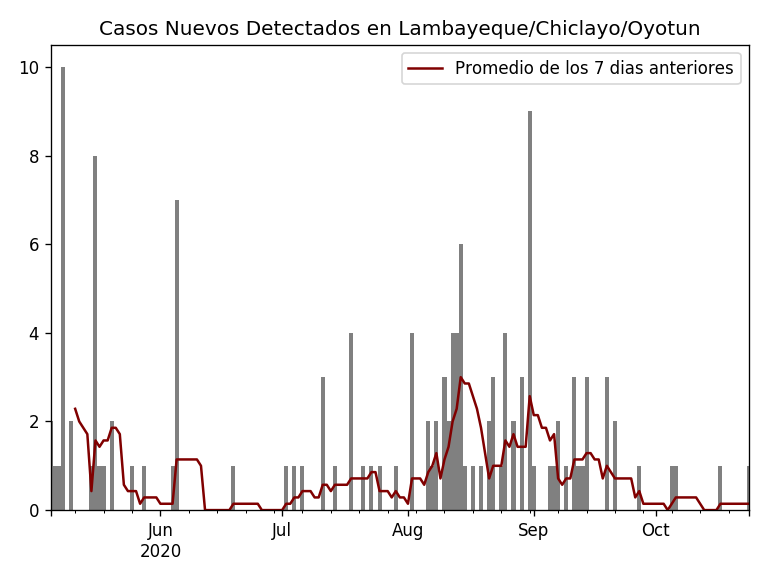 Casos Nuevos Detectados en Lambayeque/Chiclayo/Oyotun
Promedio de los 7 dias anteriores
10
8
6
4
2
0
Jun Jul Aug Sep Oct
2020